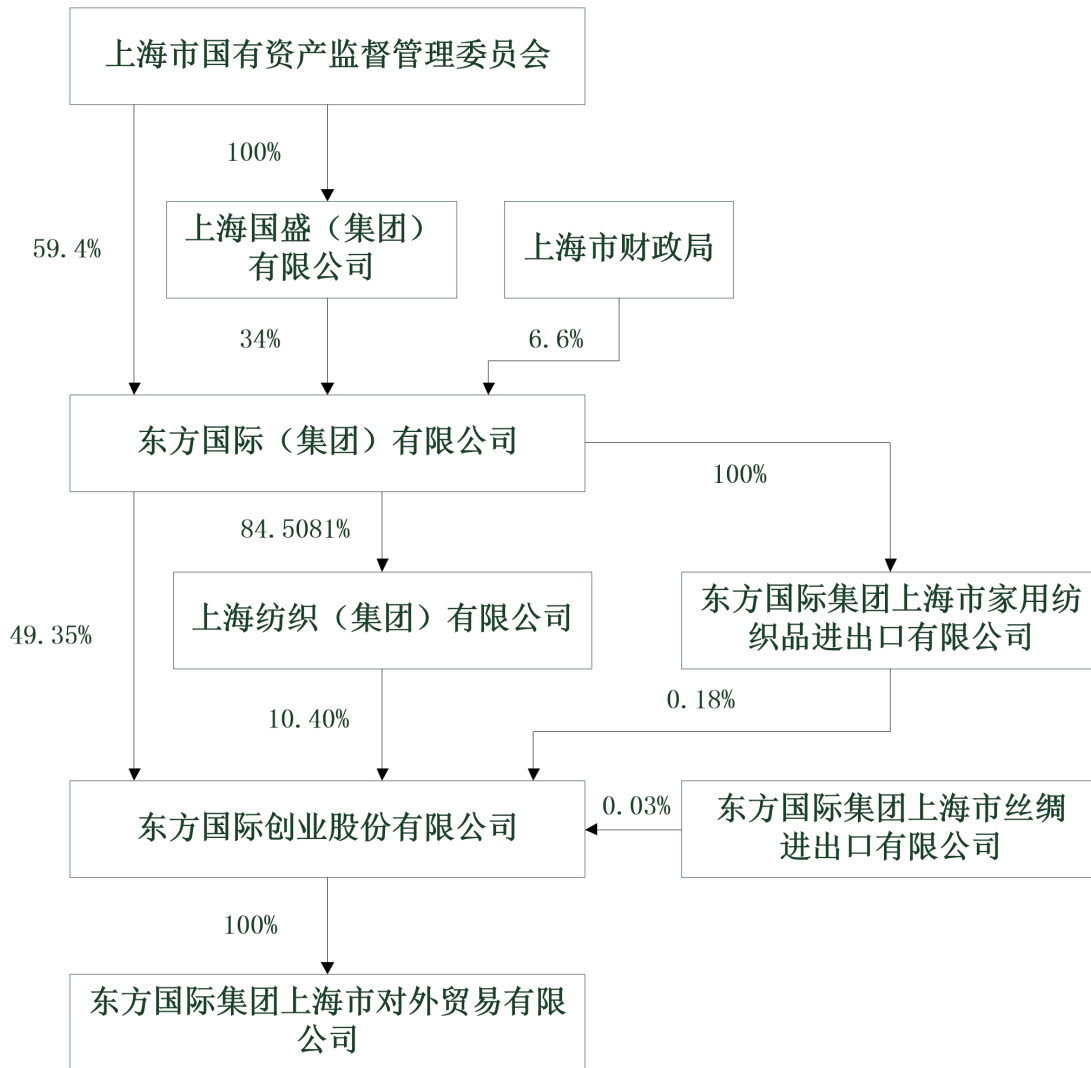 上海市国有资产监督管理委员会
100%
59.4%
上海国盛（集团）
有限公司
上海市财政局
34%
6.6%
东方国际（集团）有限公司
100%
84.5081%
49.35%
上海纺织（集团）有限公司
东方国际集团上海市家用纺
织品进出口有限公司
10.40%
0.18%
东方国际创业股份有限公司
0.03%
东方国际集团上海市丝绸
进出口有限公司
100%
东方国际集团上海市对外贸易有限
公司